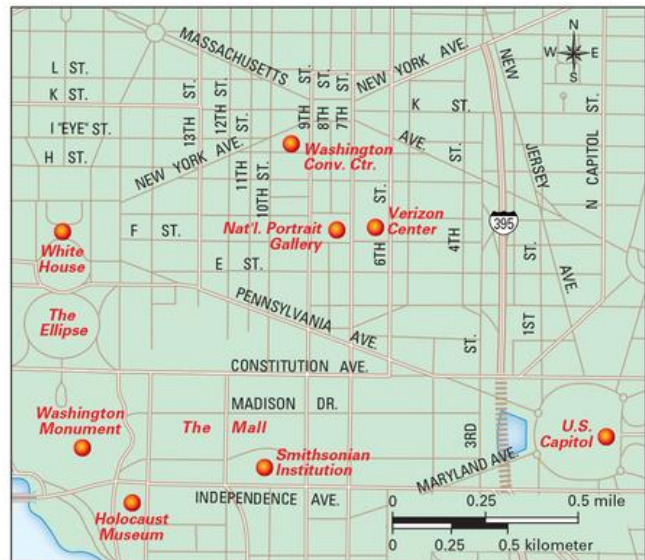 N
W E
S
MASSACHUSETTS
AVE.
NEW YORK AVE.
NEW
JERSEY
AVE.
L ST.
K ST.
I "EYE" ST.
H ST.
13TH ST.
12TH ST.
11TH ST.
10TH ST.
9TH ST.
8TH ST.
7TH ST.
K ST.
N CAPITOL ST.
NEW YORK AVE.
Washington
Conv. Ctr.
6TH ST.
4TH ST.
395
1ST ST.
White
House
F ST.
Nat'l. Portrait
Gallery
Verizon
Center
E ST.
The
Ellipse
PENNSYLVANIA AVE.
CONSTITUTION AVE.
3RD ST.
MADISON DR.
Washington
Monument
The Mall
U.S.
Capitol
Smithsonian
Institution
MARYLAND AVE.
INDEPENDENCE AVE.
Holocaust
Museum
0 0.25 0.5 mile
0 0.25 0.5 kilometer